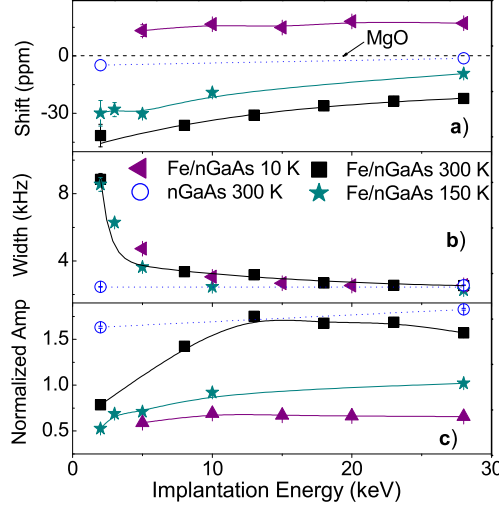 MgO
0
-30
Shift (ppm)
a)
Fe/nGaAs 10 K
Fe/nGaAs 300 K
nGaAs 300 K
Fe/nGaAs 150 K
8
4
Width (kHz)
b)
1.5
1.0
0.5
Normalized Amp
c)
0 10 20 30
Implantation Energy (keV)